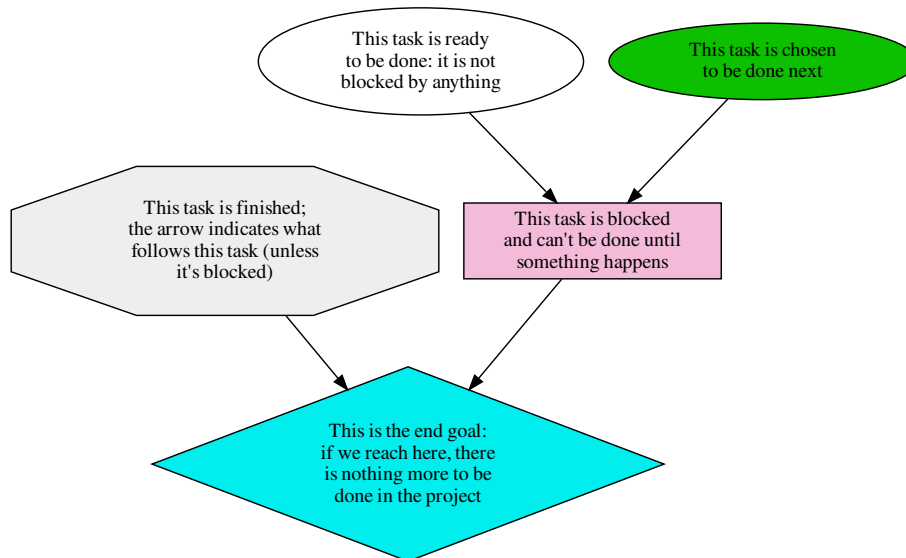 This task is ready
to be done: it is not
blocked by anything
This task is chosen
to be done next
This task is finished;
the arrow indicates what
follows this task (unless
it's blocked)
This task is blocked
and can't be done until
something happens
This is the end goal:
if we reach here, there
is nothing more to be
done in the project